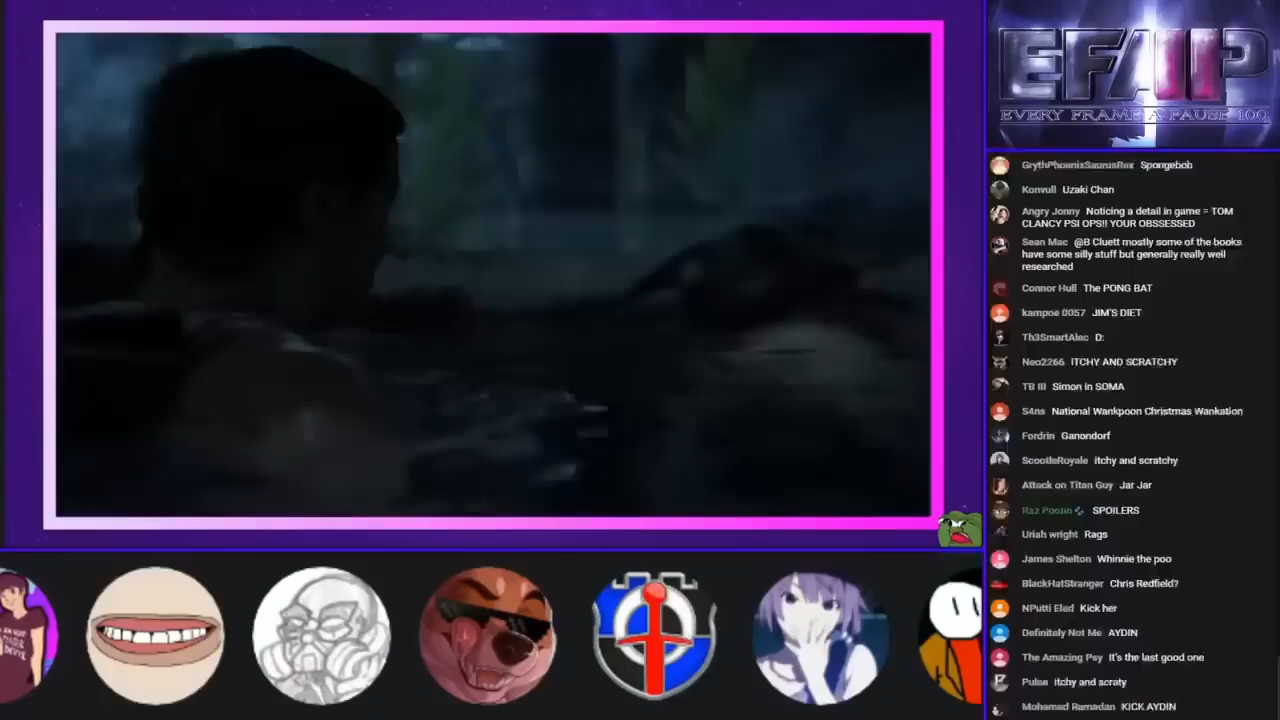 EFAP
EVERY FRAME A PAUSE 100
GrythPhoenixSaurusRex Spongebob
Konvull Uzaki Chan
Angry Jonny Noticing a detail in game = TOM
CLANCY PSI OPS!! YOUR OBSSESSED
Sean Mac @B Cluett mostly some of the books
have some silly stuff but generally really well
researched
Connor Hull The PONG BAT
kampoe 0057 JIM'S DIET
Th3SmartAlec D:
Neo2266 ITCHY AND SCRATCHY
TB III Simon in SOMA
S4ns National Wankpoon Christmas Wankation
Fordrin Ganondorf
ScootleRoyale itchy and scratchy
Attack on Titan Guy Jar Jar
Raz Postin SPOILERS
Uriah wright Rags
James Shelton Whinnie the poo
BlackHatStranger Chris Redfield?
NPutti Elad Kick her
Definitely Not Me AYDIN
The Amazing Psy It's the last good one
Pulse itchy and scraty
Mohamed Ramadan KICK AYDIN